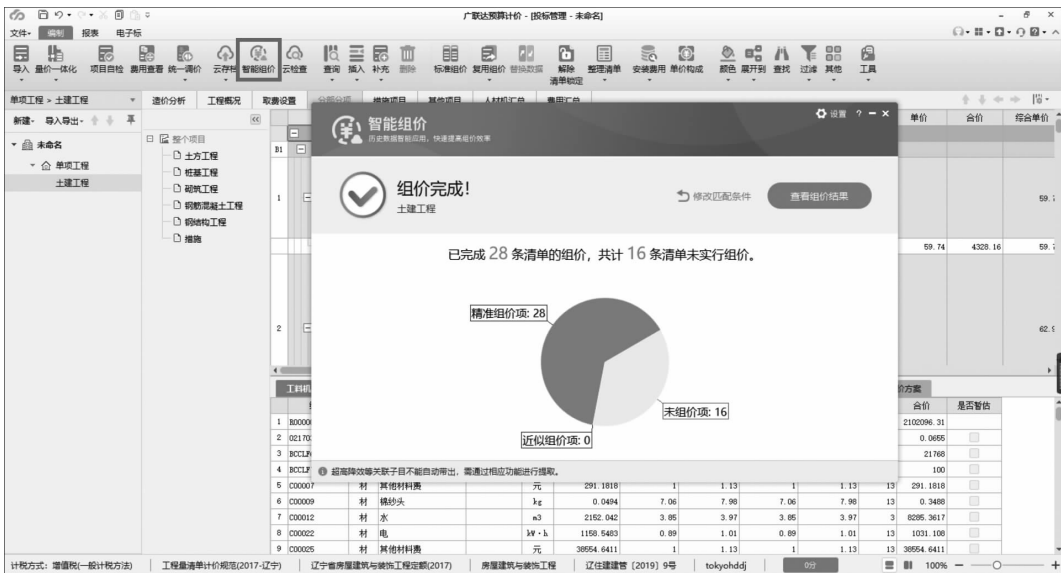 广联达预算计价 - [投标管理 - 未命名]
文件 编制 报表 电子标
导入 量价一体化 项目自检 费用查看 统一调价 云存档 智能组价 云检查 查询 插入 补充 删除 标准组价 复用组价 替换数据 解除清单锁定 整理清单 安装费用 单价构成 颜色 展开到 查找 过滤 其他 工具
单项工程 > 土建工程 造价分析 工程概况 取费设置 分部分项 措施项目 其他项目 人材机汇总 费用汇总
新建 导入导出
未命名
单项工程
土建工程
整个项目
土方工程
桩基工程
砌筑工程
钢筋混凝土工程
钢结构工程
措施
B1
1
2
单价 合价 综合单价
59.7
59.74 4328.16 59.7
62.9
智能组价
历史数据智能应用，快速提高组价效率
设置 ? − ×
组价完成！
土建工程
修改匹配条件 查看组价结果
已完成 28 条清单的组价，共计 16 条清单未实行组价。
精准组价项: 28
未组价项: 16
近似组价项: 0
超高降效等关联子目不能自动带出，需通过相应功能进行提取。
工料机
价方案
合价 是否暂估
1 2102096.31
2 0.0655
3 21768
4 100
5 C00007 材 其他材料费 元 291.1818 1 1.13 1 1.13 13 291.1818
6 C00009 材 棉纱头 kg 0.0494 7.06 7.98 7.06 7.98 13 0.3488
7 C00012 材 水 m3 2152.042 3.85 3.97 3.85 3.97 3 8285.3617
8 C00022 材 电 kW·h 1158.5483 0.89 1.01 0.89 1.01 13 1031.108
9 C00025 材 其他材料费 元 38554.6411 1 1.13 1 1.13 13 38554.6411
计税方式：增值税(一般计税方法) 工程量清单计价规范(2017-辽宁) 辽宁省房屋建筑与装饰工程定额(2017) 房屋建筑与装饰工程 辽住建建管【2019】9号 tokyohddj 0分 100%